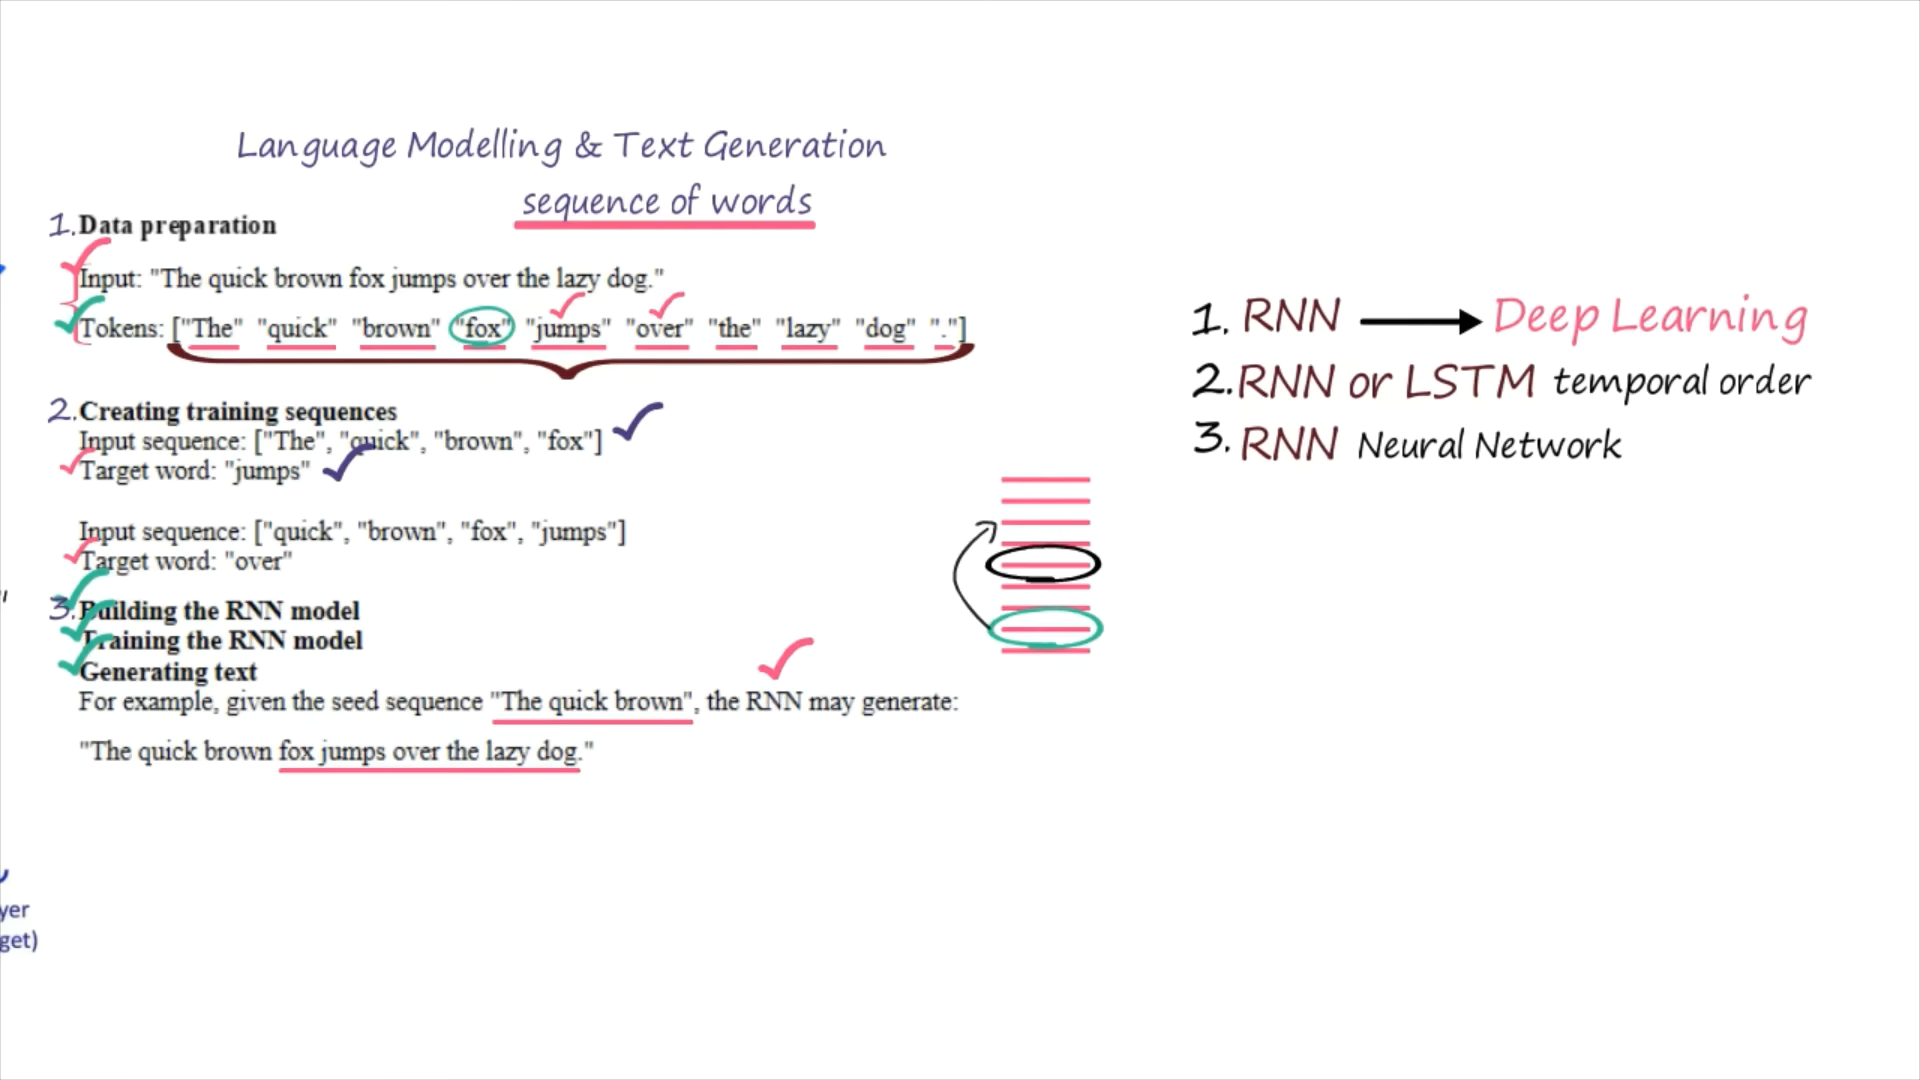 Language Modelling & Text Generation
sequence of words
1. Data preparation
Input: "The quick brown fox jumps over the lazy dog."
Tokens: ["The" "quick" "brown" "fox" "jumps" "over" "the" "lazy" "dog" "."]
2. Creating training sequences
Input sequence: ["The", "quick", "brown", "fox"]
Target word: "jumps"
Input sequence: ["quick", "brown", "fox", "jumps"]
Target word: "over"
3. Building the RNN model
Training the RNN model
Generating text
For example, given the seed sequence "The quick brown", the RNN may generate:
"The quick brown fox jumps over the lazy dog."
yer
get)
1. RNN Deep Learning
2. RNN or LSTM temporal order
3. RNN Neural Network